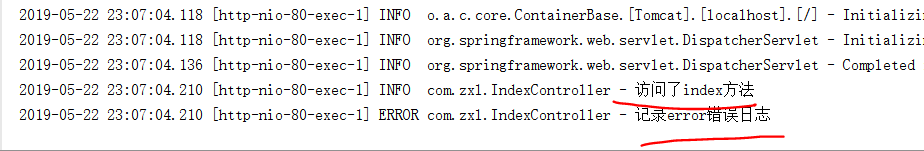 2019-05-22 23:07:04.118 [http-nio-80-exec-1] INFO  o.a.c.core.ContainerBase.[Tomcat].[localhost].[/] - Initializin
2019-05-22 23:07:04.118 [http-nio-80-exec-1] INFO  org.springframework.web.servlet.DispatcherServlet - Initializin
2019-05-22 23:07:04.136 [http-nio-80-exec-1] INFO  org.springframework.web.servlet.DispatcherServlet - Completed
2019-05-22 23:07:04.210 [http-nio-80-exec-1] INFO  com.zxl.IndexController - 访问了index方法
2019-05-22 23:07:04.210 [http-nio-80-exec-1] ERROR com.zxl.IndexController - 记录error错误日志